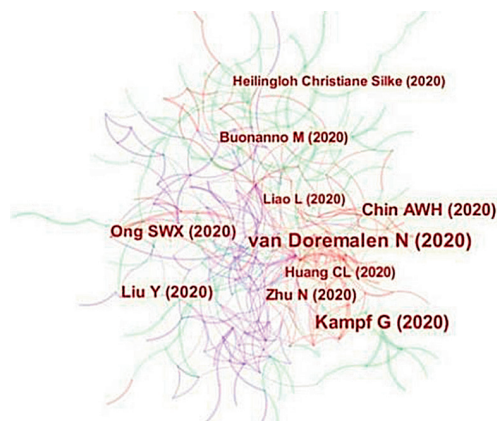 Heilingloh Christiane Silke (2020)
Buonanno M (2020)
Liao L (2020)
Chin AWH (2020)
Ong SWX (2020)
van Doremalen N (2020)
Huang CL (2020)
Liu Y (2020)
Zhu N (2020)
Kampf G (2020)